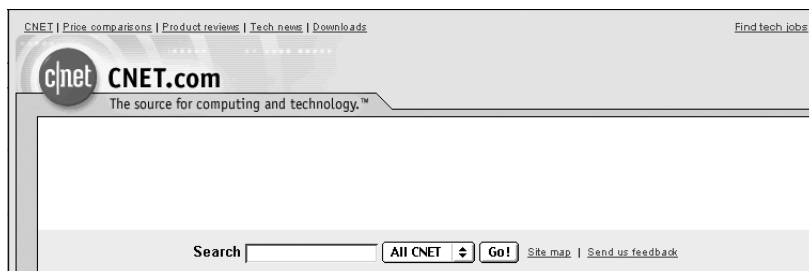 CNET | Price comparisons | Product reviews | Tech news | Downloads
Find tech jobs
c|net CNET.com
The source for computing and technology.™
Search All CNET Go! Site map | Send us feedback